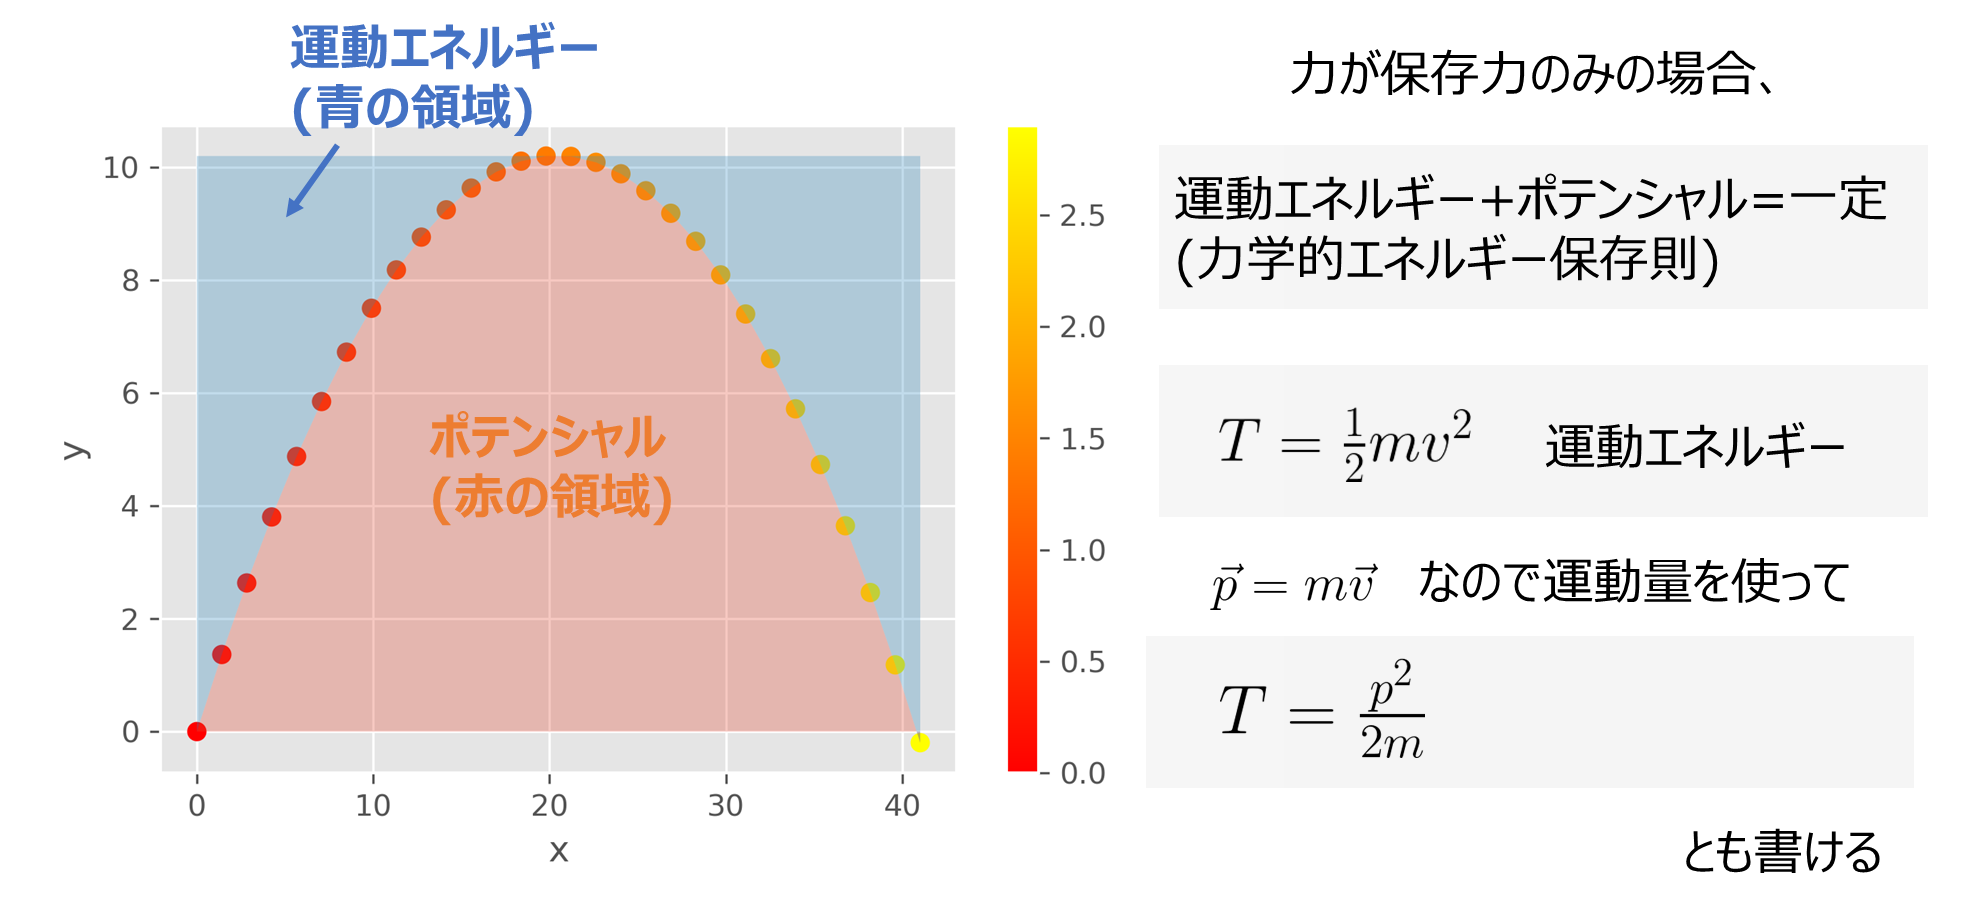 運動エネルギー
(青の領域)
10
8
6
4
2
0
y
0 10 20 30 40
x
ポテンシャル
(赤の領域)
2.5
2.0
1.5
1.0
0.5
0.0
力が保存力のみの場合、
運動エネルギー+ポテンシャル=一定
(力学的エネルギー保存則)
T = 1/2 mv² 運動エネルギー
p⃗ = mv⃗ なので運動量を使って
T = p²/2m
とも書ける